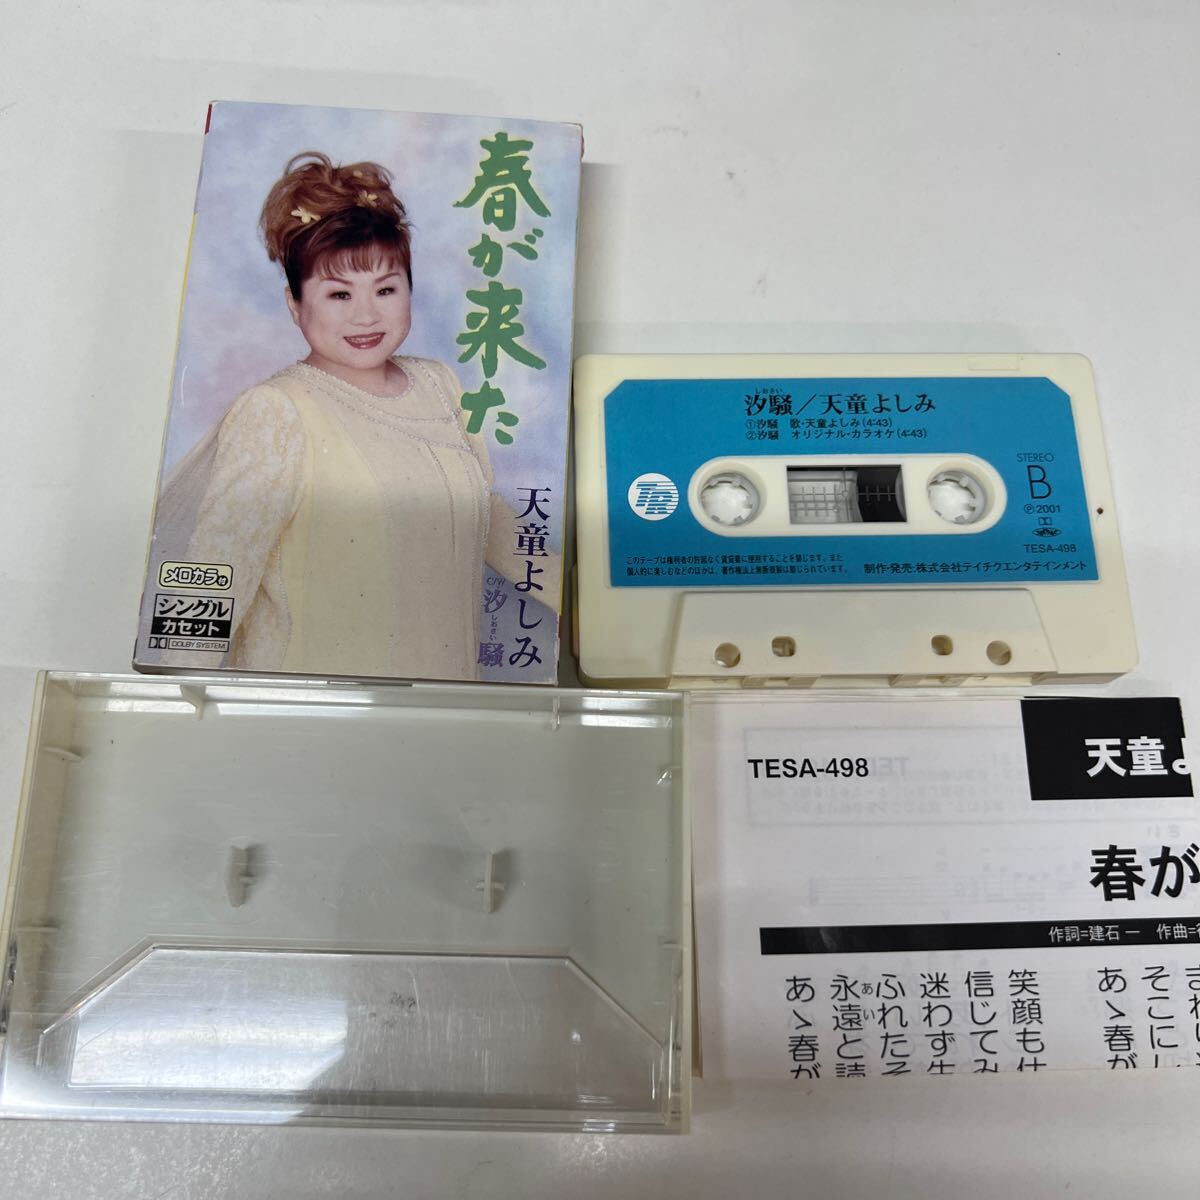 春が来た
天童よしみ
C/W
汐騒
しおさい
メロカラ付
シングル
カセット
DOLBY SYSTEM
しおさい
汐騒／天童よしみ
①汐騒 歌・天童よしみ(4:43)
②汐騒 オリジナル・カラオケ(4:43)
STEREO
B
Ⓟ2001
TESA-498
このテープは権利者の許諾なく賃貸業に使用することを禁じます。また
個人的に楽しむなどのほかは、著作権法上無断複製は禁じられています。
制作・発売:株式会社テイチクエンタテインメント
TESA-498
天童よ
春が
作詞=建石一 作曲=
そこに
あゝ春が
笑顔も仕
信じてみ
迷わず生
ふれたそ
永遠と読
あい
あゝ春が